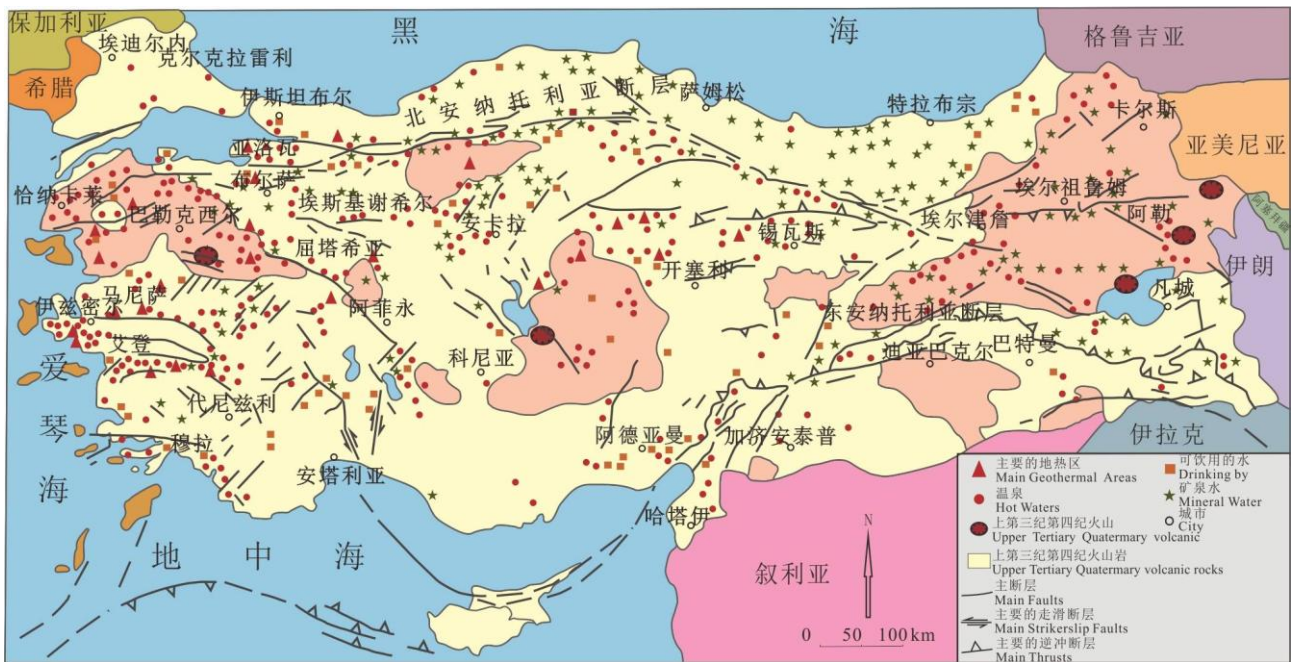 保加利亚
黑 海
格鲁吉亚
埃迪尔内
克尔克拉雷利
希腊
伊斯坦布尔
北安纳托利亚断层
萨姆松
特拉布宗
卡尔斯
亚美尼亚
亚洛瓦
恰纳卡莱
布尔萨
埃斯基谢希尔
埃尔祖鲁姆
巴勒克西尔
安卡拉
锡瓦斯
埃尔津詹
阿勒
阿塞拜疆
屈塔希亚
开塞利
伊朗
马尼萨
伊兹密尔
阿菲永
东安纳托利亚断层
凡城
艾登
科尼亚
迪亚巴克尔
巴特曼
爱琴海
代尼兹利
穆拉
阿德亚曼
加济安泰普
伊拉克
安塔利亚
哈塔伊
地中海
叙利亚
N
0 50 100km
主要的地热区
Main Geothermal Areas
可饮用的水
Drinking by
温泉
Hot Waters
矿泉水
Mineral Water
上第三纪第四纪火山
Upper Tertiary Quatermary volcanic
城市
City
上第三纪第四纪火山岩
Upper Tertiary Quatermary volcanic rocks
主断层
Main Faults
主要的走滑断层
Main Strikerslip Faults
主要的逆冲断层
Main Thrusts